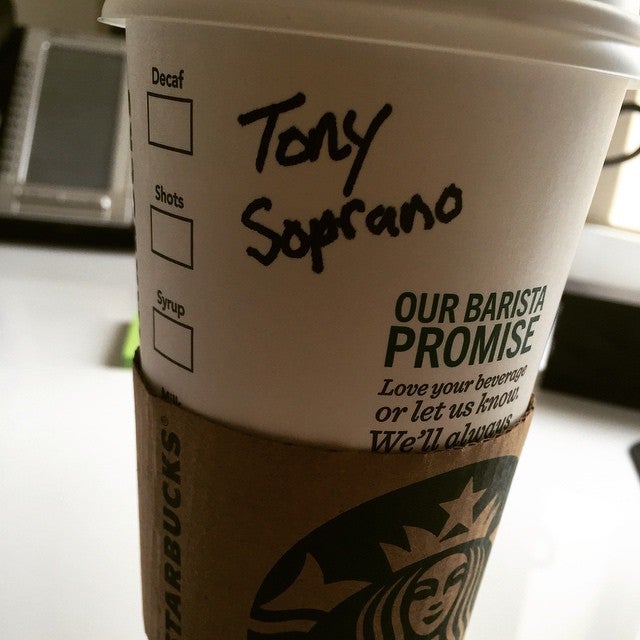 Decaf
Tony
Shots
Soprano
Syrup
OUR BARISTA
PROMISE
Love your beverage
or let us know.
We'll always
STARBUCKS®